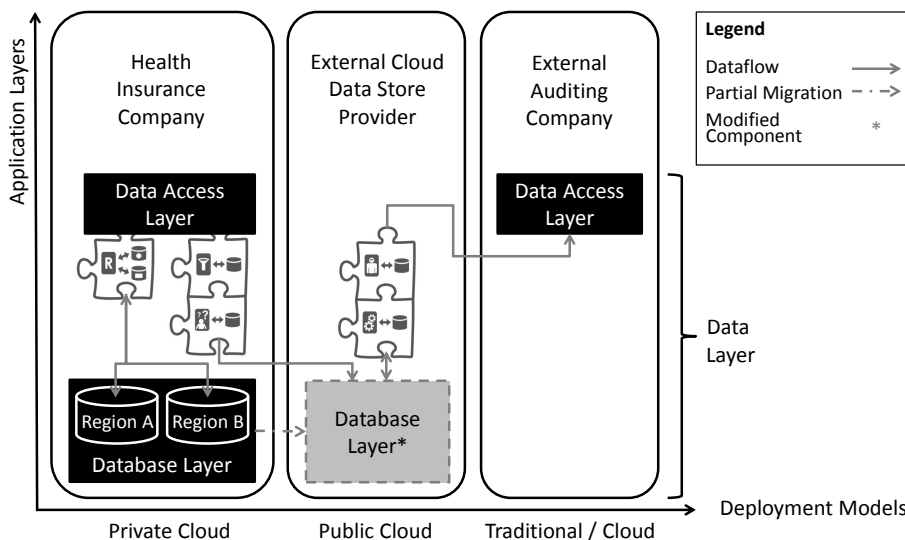 Application Layers
Health
Insurance
Company
External Cloud
Data Store
Provider
External
Auditing
Company
Legend
Dataflow
Partial Migration
Modified
Component
*
Data Access
Layer
Data Access
Layer
R
??
Region A
Region B
Database Layer
Database
Layer*
Data
Layer
Deployment Models
Private Cloud
Public Cloud
Traditional / Cloud